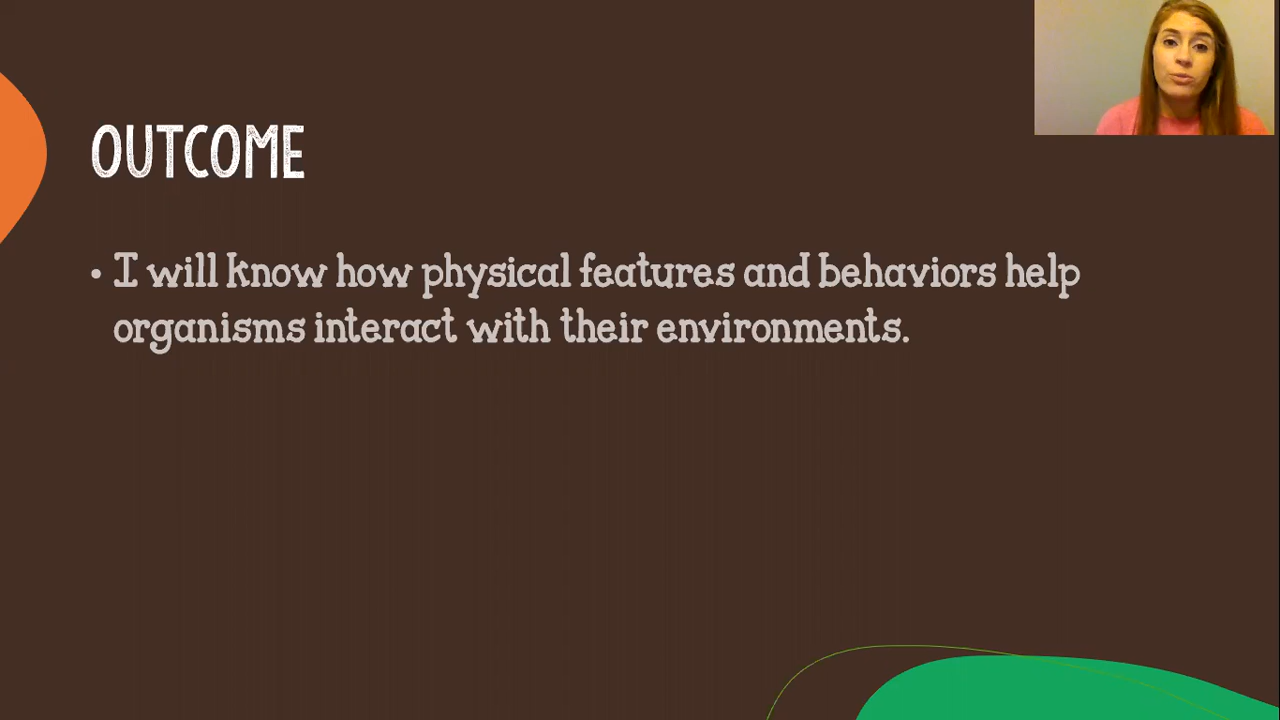 OUTCOME
• I will know how physical features and behaviors help
organisms interact with their environments.